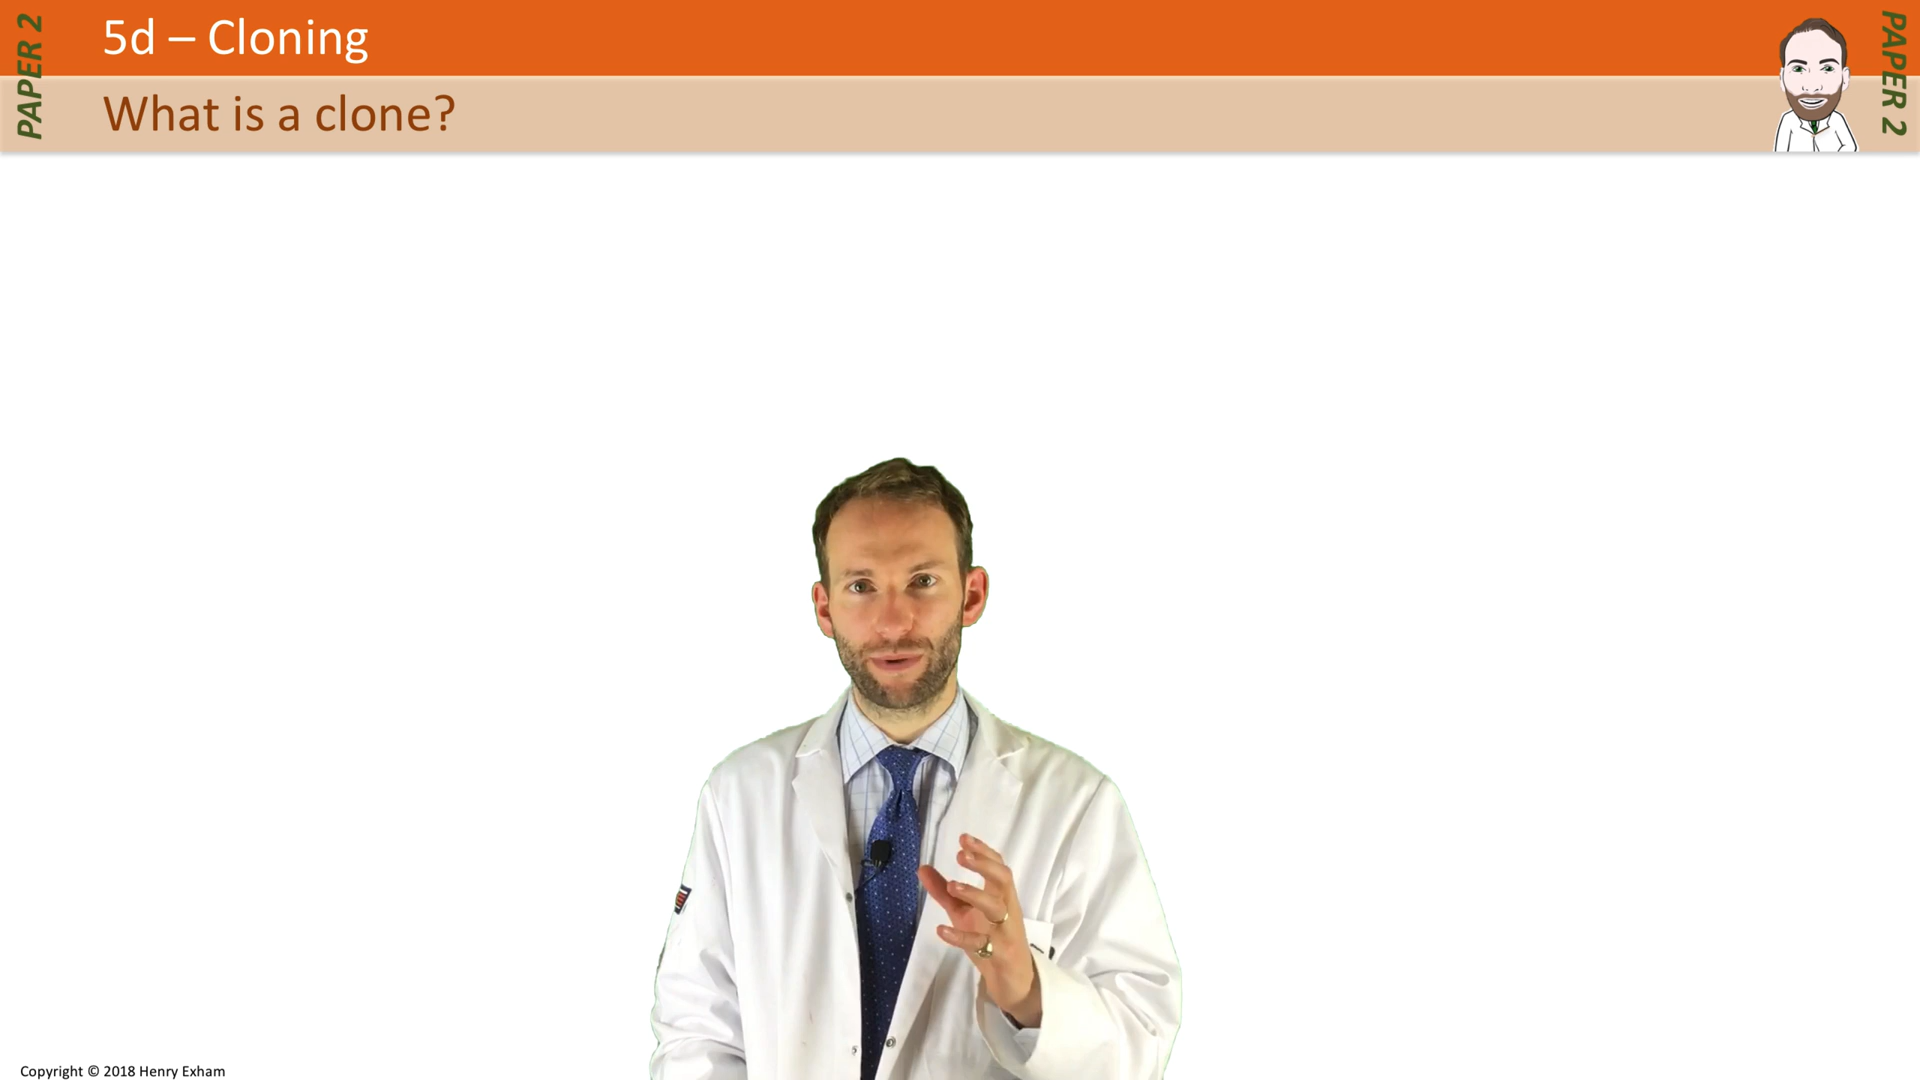 PAPER 2
5d – Cloning
What is a clone?
PAPER 2
Copyright © 2018 Henry Exham